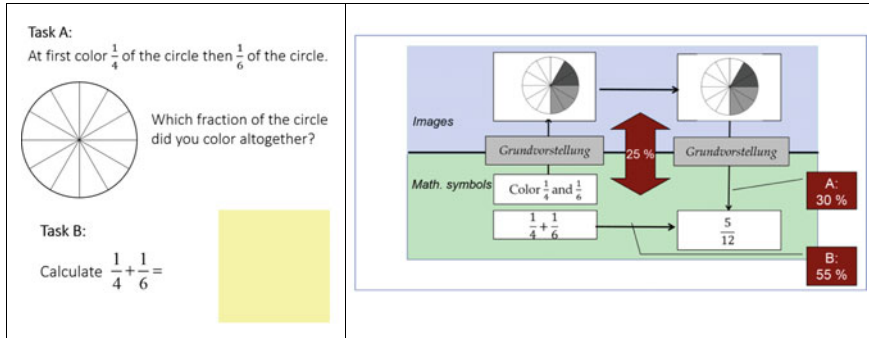 Task A:
At first color 1/4 of the circle then 1/6 of the circle.
Which fraction of the circle
did you color altogether?
Task B:
Calculate 1/4 + 1/6 =
Images
Grundvorstellung
25 %
Grundvorstellung
Math. symbols
Color 1/4 and 1/6
A:
30 %
1/4 + 1/6
5/12
B:
55 %